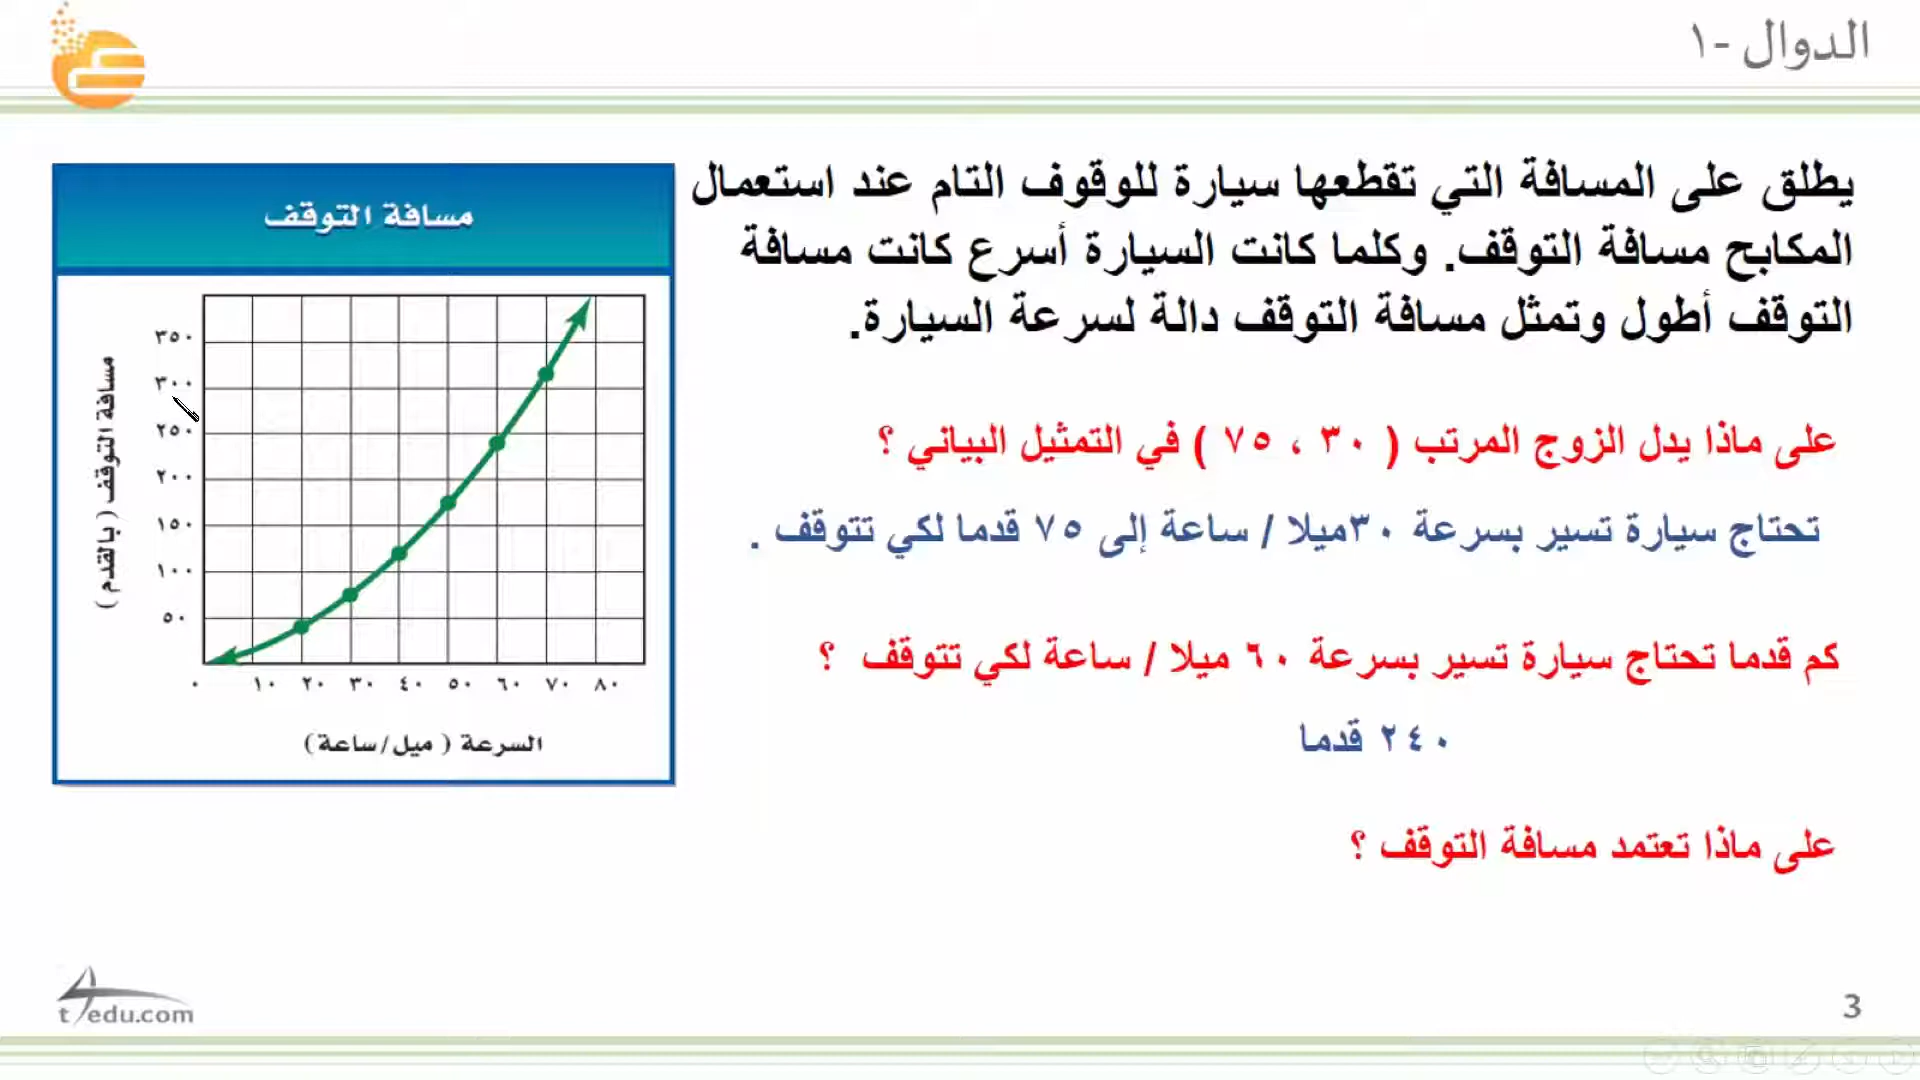 الدوال -١
يطلق على المسافة التي تقطعها سيارة للوقوف التام عند استعمال
المكابح مسافة التوقف. وكلما كانت السيارة أسرع كانت مسافة
التوقف أطول وتمثل مسافة التوقف دالة لسرعة السيارة.
على ماذا يدل الزوج المرتب ( ٣٠ ، ٧٥ ) في التمثيل البياني ؟
تحتاج سيارة تسير بسرعة ٣٠ميلا / ساعة إلى ٧٥ قدما لكي تتوقف .
كم قدما تحتاج سيارة تسير بسرعة ٦٠ ميلا / ساعة لكي تتوقف ؟
٢٤٠ قدما
على ماذا تعتمد مسافة التوقف ؟
مسافة التوقف
مسافة التوقف ( بالقدم )
٣٥٠
٣٠٠
٢٥٠
٢٠٠
١٥٠
١٠٠
٥٠
٠ ١٠ ٢٠ ٣٠ ٤٠ ٥٠ ٦٠ ٧٠ ٨٠
السرعة ( ميل/ساعة )
t4edu.com
3